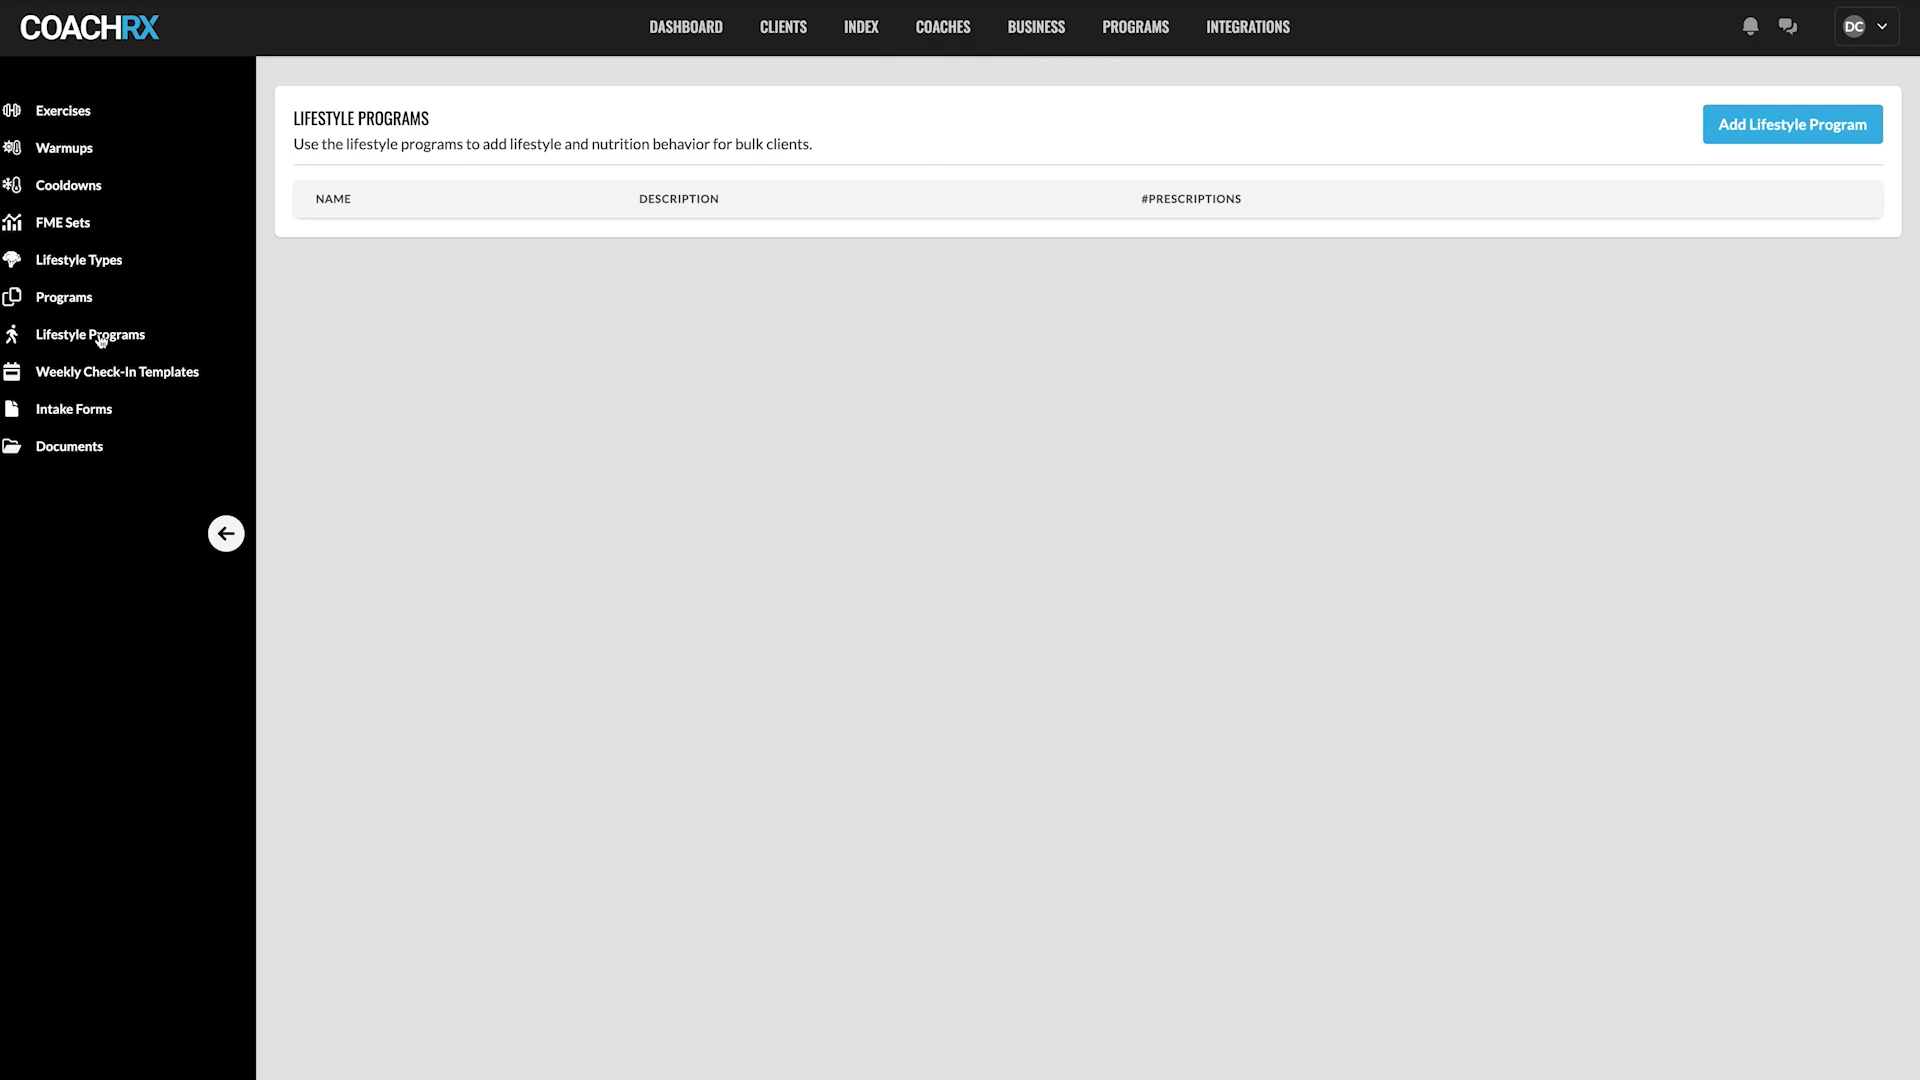 COACHRX
DASHBOARD
CLIENTS
INDEX
COACHES
BUSINESS
PROGRAMS
INTEGRATIONS
DC
Exercises
Warmups
Cooldowns
FME Sets
Lifestyle Types
Programs
Lifestyle Programs
Weekly Check-In Templates
Intake Forms
Documents
LIFESTYLE PROGRAMS
Use the lifestyle programs to add lifestyle and nutrition behavior for bulk clients.
Add Lifestyle Program
NAME
DESCRIPTION
#PRESCRIPTIONS